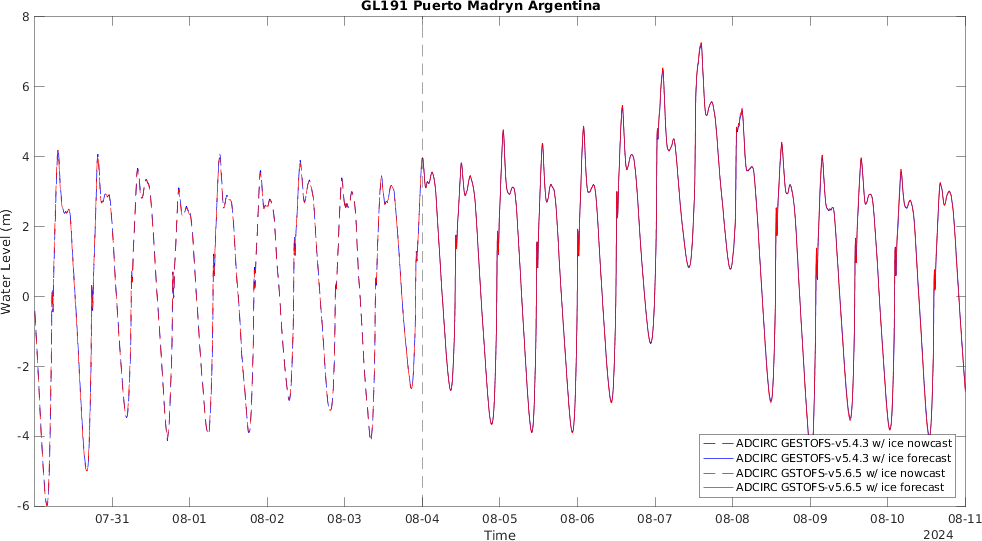 GL191 Puerto Madryn Argentina
8
6
4
2
0
-2
-4
-6
Water Level (m)
07-31 08-01 08-02 08-03 08-04 08-05 08-06 08-07 08-08 08-09 08-10 08-11
Time
2024
ADCIRC GESTOFS-v5.4.3 w/ ice nowcast
ADCIRC GESTOFS-v5.4.3 w/ ice forecast
ADCIRC GSTOFS-v5.6.5 w/ ice nowcast
ADCIRC GSTOFS-v5.6.5 w/ ice forecast